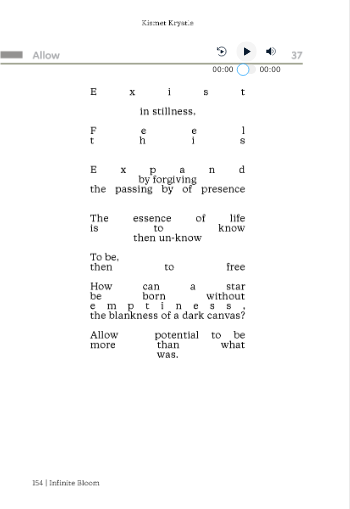 Kismet Krystle
Allow
37
00:00 00:00
E x i s t
in stillness.
F e e l
t h i s
E x p a n d
by forgiving
the passing by of presence
The essence of life
is to know
then un-know
To be,
then to free
How can a star
be born without
e m p t i n e s s ,
the blankness of a dark canvas?
Allow potential to be
more than what
was.
154 | Infinite Bloom